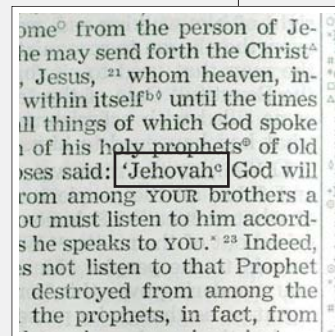 ome° from the person of Je-
he may send forth the Christ△
, Jesus, ²¹ whom heaven, in-
within itselfᵇ◊ until the times
ll things of which God spoke
h of his holy prophets⊕ of old
oses said: ‘Jehovahᶜ God will
rom among YOUR brothers a
ou must listen to him accord-
s he speaks to YOU.* ²³ Indeed,
s not listen to that Prophet
destroyed from among the
the prophets, in fact, from